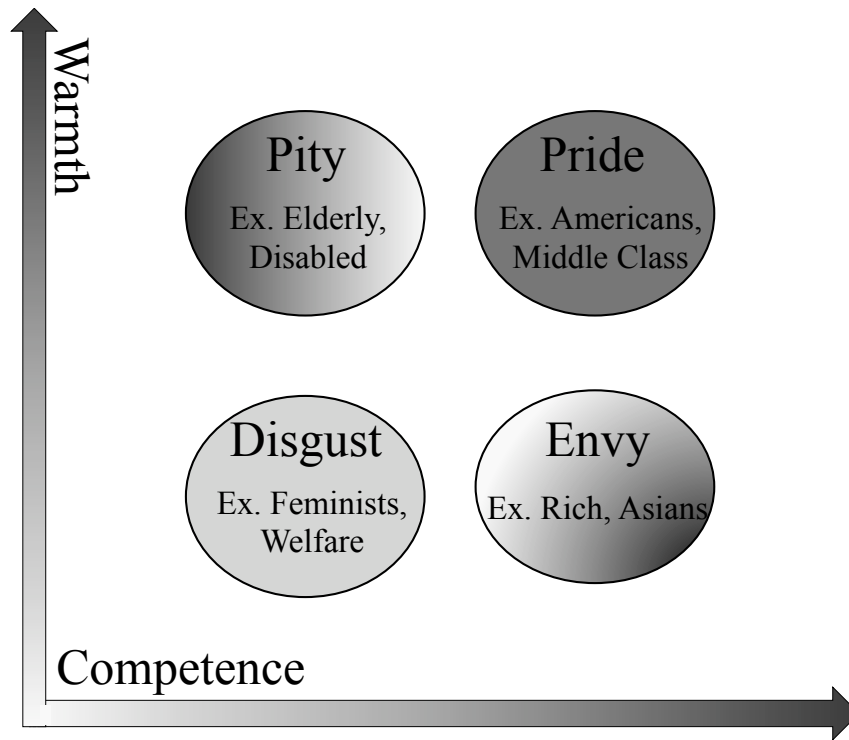 Warmth
Pity
Ex. Elderly,
Disabled
Pride
Ex. Americans,
Middle Class
Disgust
Ex. Feminists,
Welfare
Envy
Ex. Rich, Asians
Competence